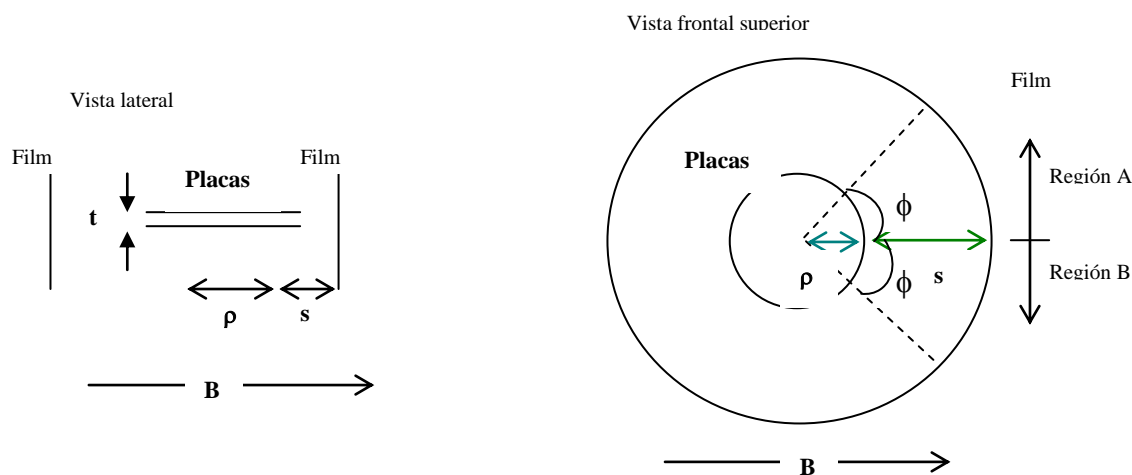 Vista lateral
Film
Film
Placas
t
ρ
s
B
Vista frontal superior
Film
Placas
Región A
ϕ
ρ
s
ϕ
Región B
B